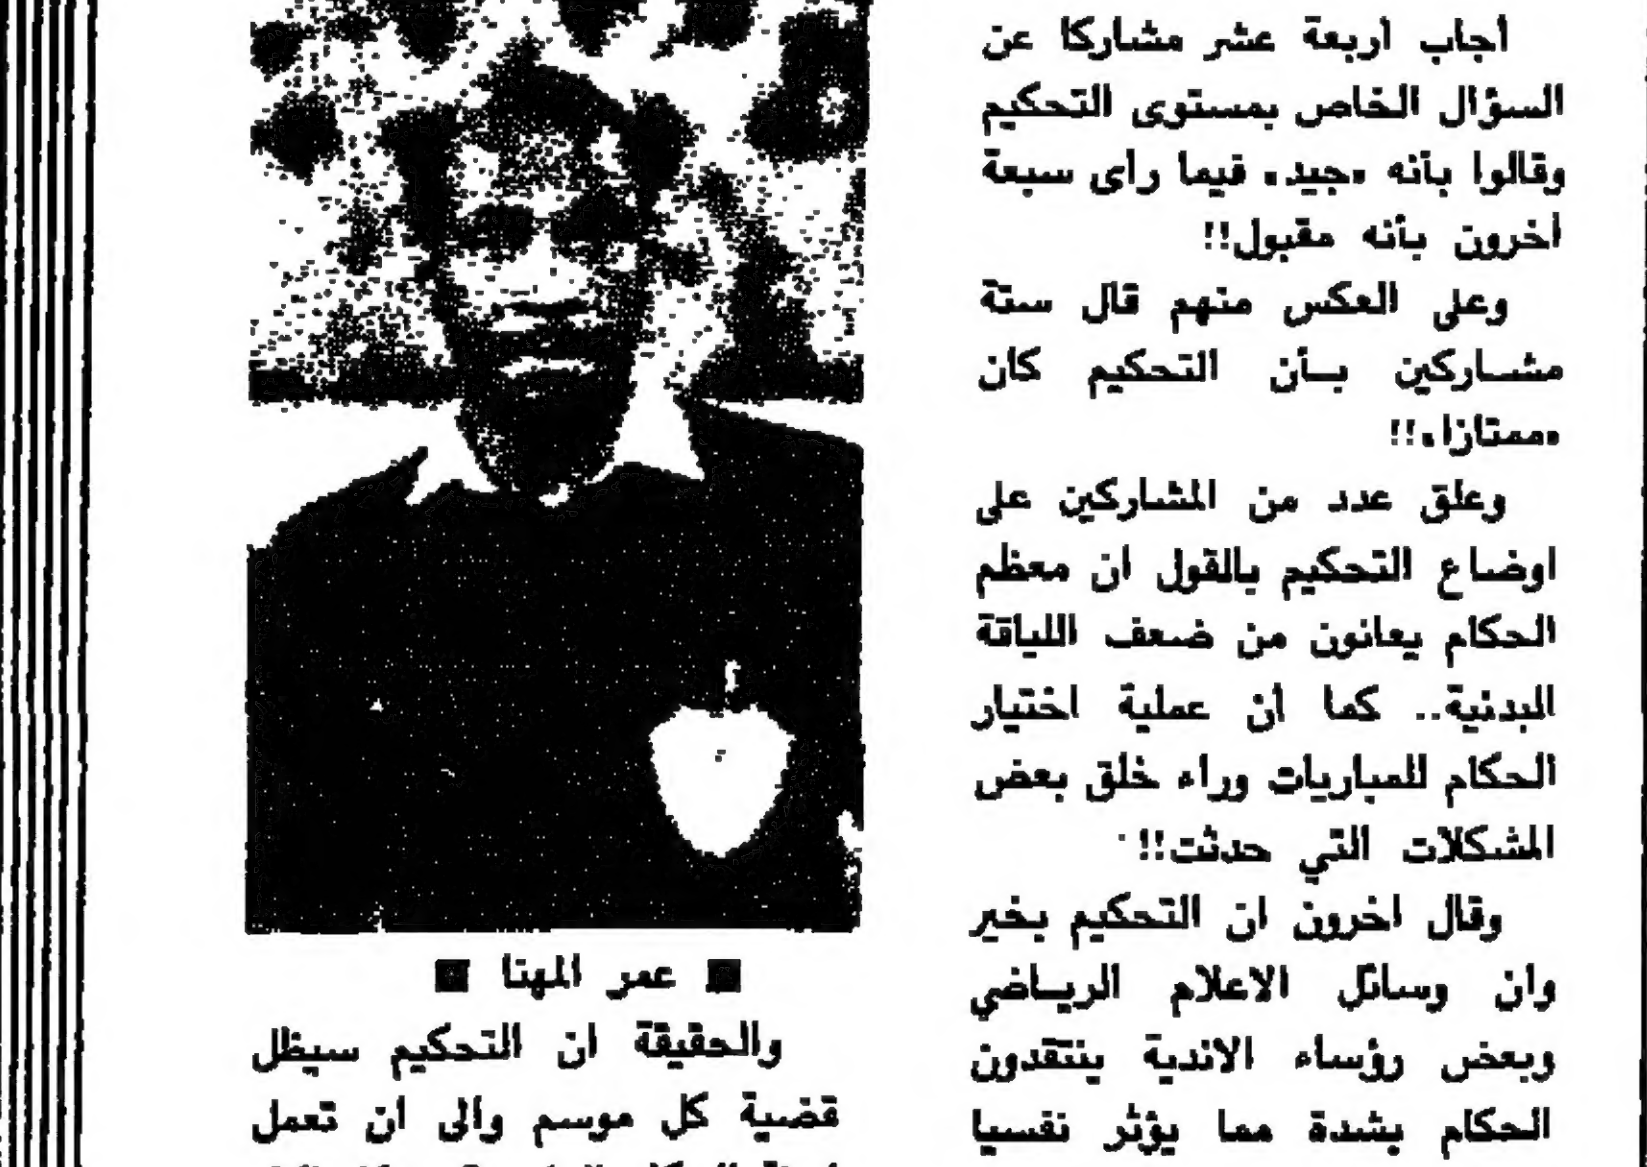 أجاب أربعة عشر مشاركا عن
السؤال الخاص بمستوى التحكيم
وقالوا بأنه «جيد» فيما رأى سبعة
أخرون بأنه مقبول!!
وعلى العكس منهم قال ستة
مشاركين بأن التحكيم كان
«ممتازا»!!
وعلق عدد من المشاركين على
اوضاع التحكيم بالقول ان معظم
الحكام يعانون من ضعف اللياقة
البدنية.. كما أن عملية اختيار
الحكام للمباريات وراء خلق بعض
المشكلات التي حدثت!!
وقال اخرون ان التحكيم بخير
وان وسائل الاعلام الرياضي
وبعض رؤساء الاندية ينتقدون
الحكام بشدة مما يؤثر نفسيا
■ عمر المهنا ■
والحقيقة ان التحكيم سيظل
قضية كل موسم والى ان تعمل